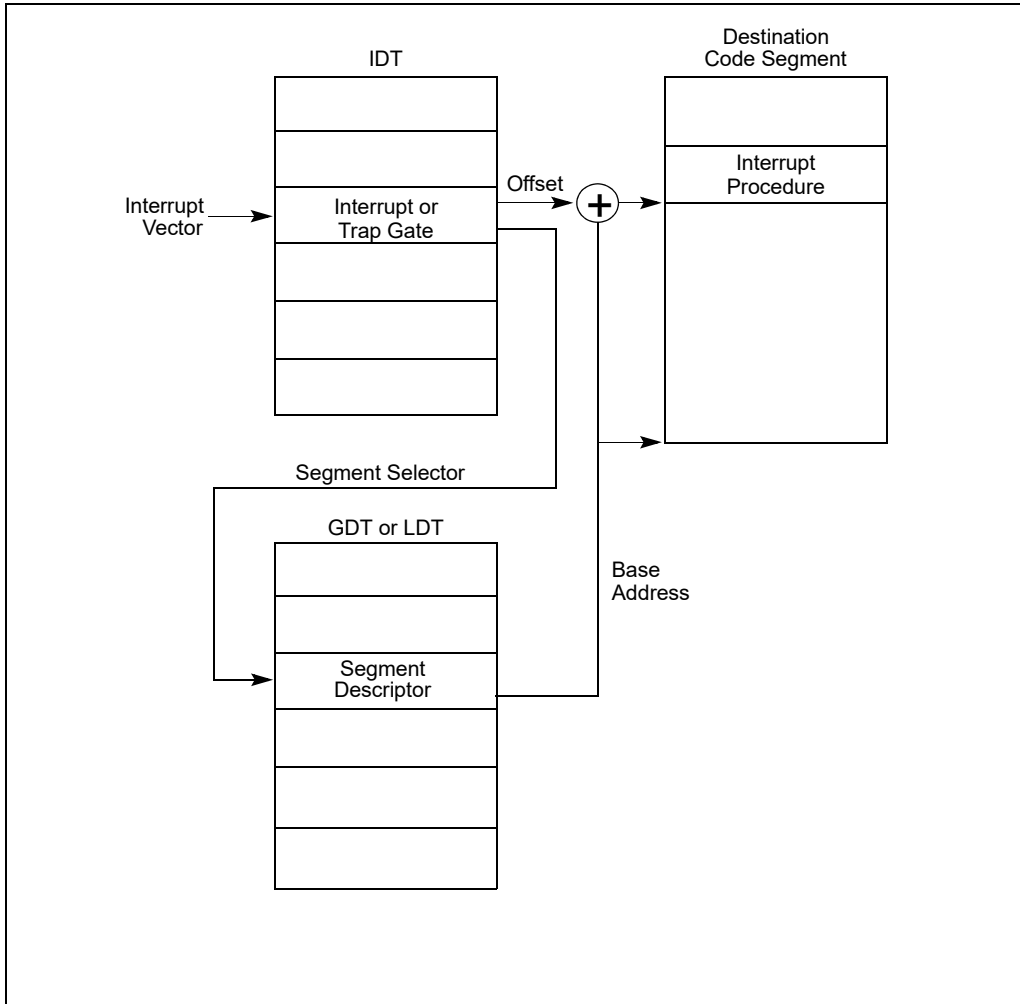 Destination
Code Segment
IDT
Interrupt
Procedure
Offset
+
Interrupt
Vector
Interrupt or
Trap Gate
Segment Selector
GDT or LDT
Base
Address
Segment
Descriptor